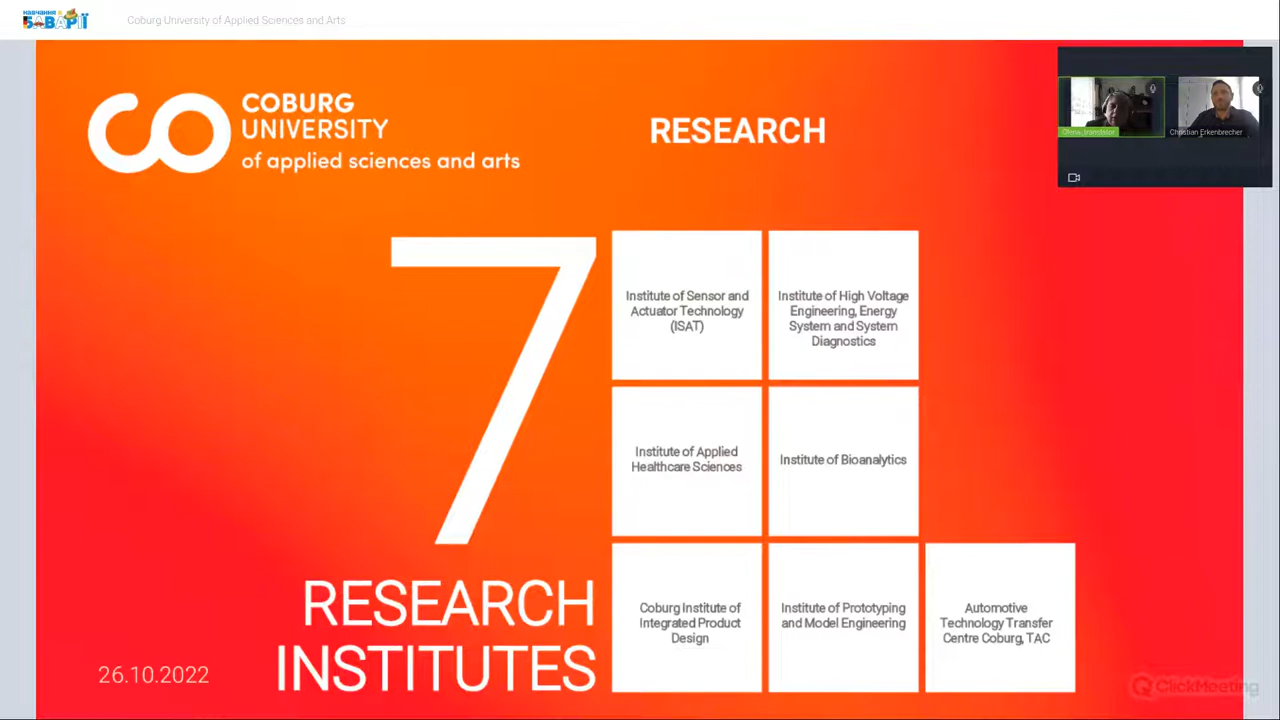 навчання в
БАВАРІЇ
Coburg University of Applied Sciences and Arts
COBURG
UNIVERSITY
of applied sciences and arts
RESEARCH
Christian Erkenbrecher
7
RESEARCH
INSTITUTES
Institute of Sensor and
Actuator Technology
(ISAT)
Institute of High Voltage
Engineering, Energy
System and System
Diagnostics
Institute of Applied
Healthcare Sciences
Institute of Bioanalytics
Coburg Institute of
Integrated Product
Design
Institute of Prototyping
and Model Engineering
Automotive
Technology Transfer
Centre Coburg, TAC
26.10.2022
ClickMeeting